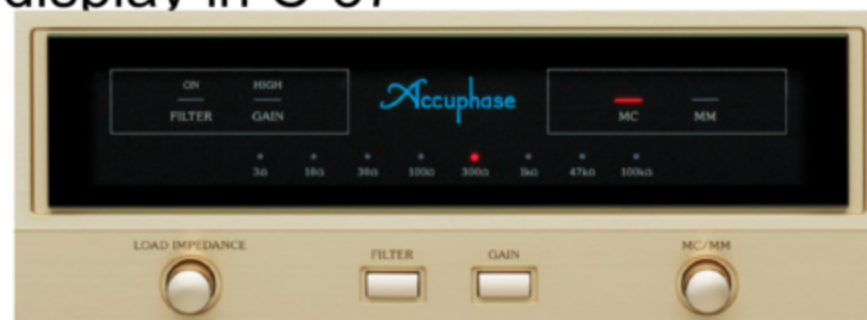 display in C-37
ON HIGH
FILTER GAIN
Accuphase
MC MM
3Ω 10Ω 30Ω 100Ω 300Ω 1kΩ 47kΩ 100kΩ
LOAD IMPEDANCE FILTER GAIN MC/MM